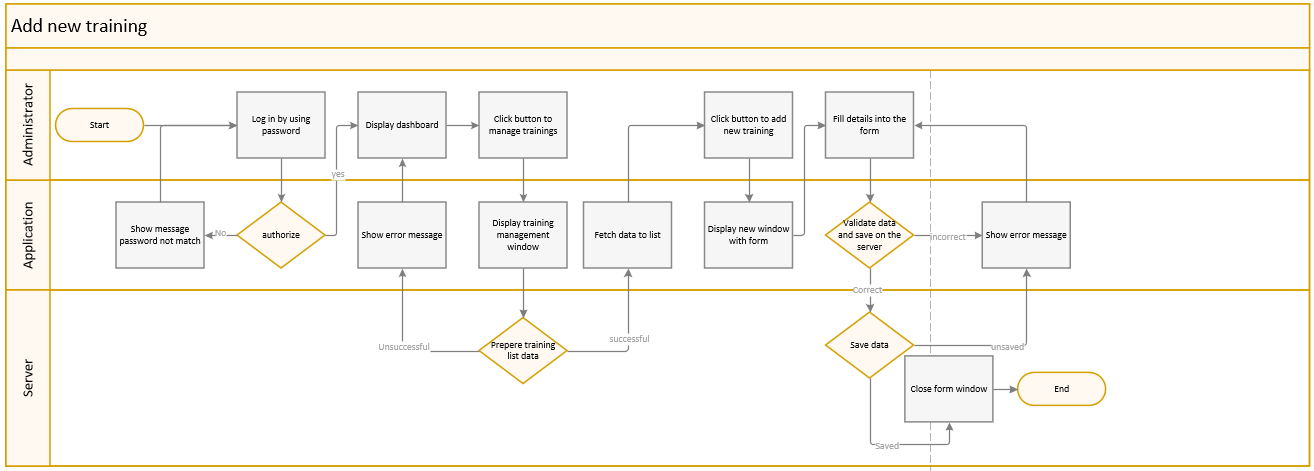 Add new training
Administrator
Start
Log in by using
password
Display dashboard
Click button to
manage trainings
Click button to add
new training
Fill details into the
form
yes
Application
Show message
password not match
No
authorize
Show error message
Display training
management
window
Fetch data to list
Display new window
with form
Validate data
and save on the
server
incorrect
Show error message
Correct
Server
Unsuccessful
Prepere training
list data
successful
Save data
unsaved
Close form window
End
Saved